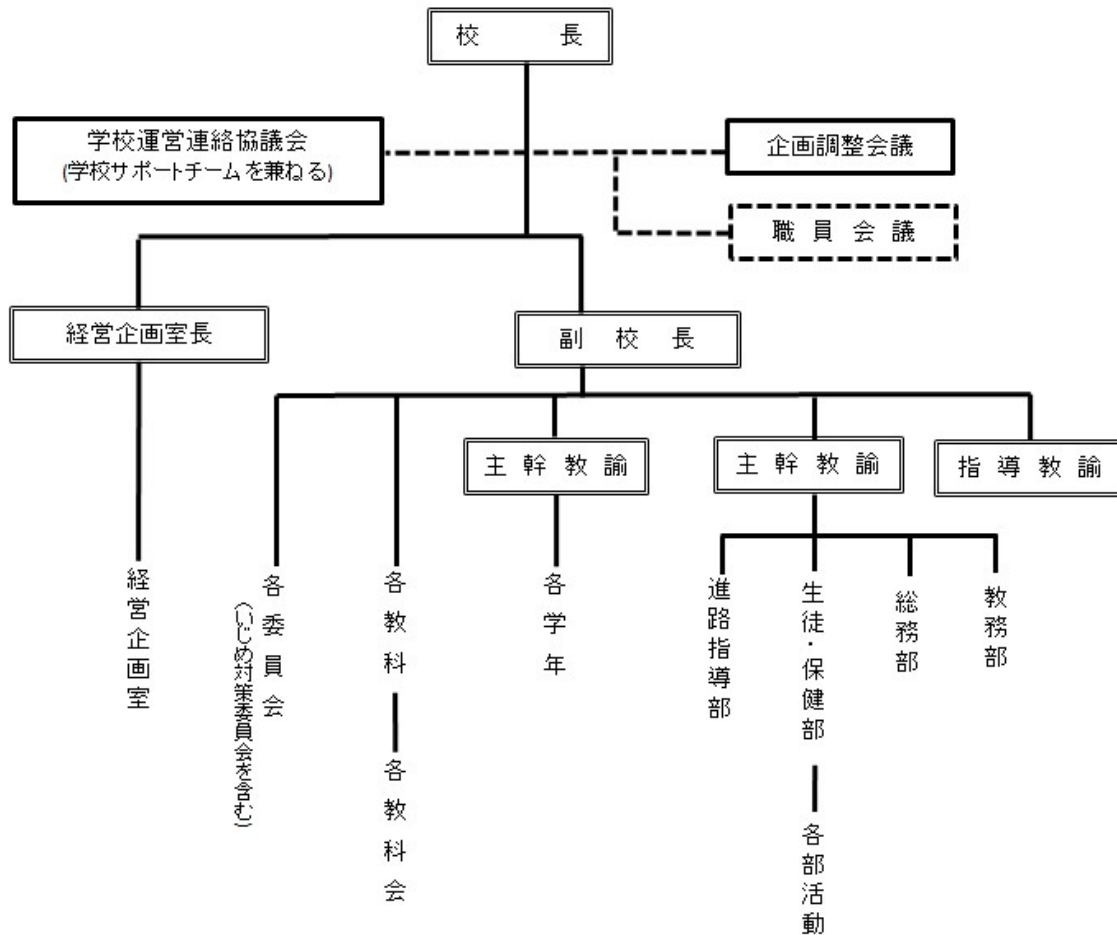 校長
学校運営連絡協議会
(学校サポートチームを兼ねる)
企画調整会議
職員会議
経営企画室長
副校長
主幹教諭
主幹教諭
指導教諭
経営企画室
各委員会
(いじめ対策委員会を含む)
各教科
各教科会
各学年
進路指導部
生徒・保健部
各部活動
総務部
教務部